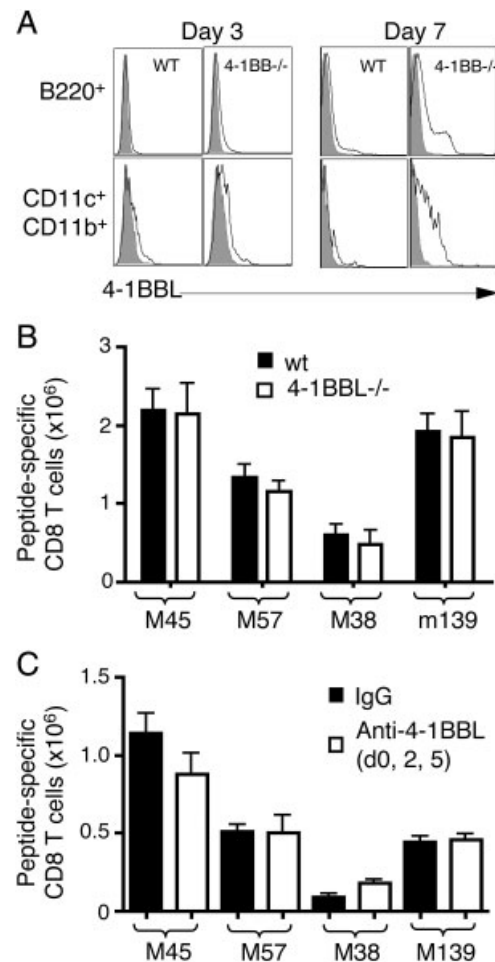 A
Day 3
Day 7
WT
4-1BB-/-
WT
4-1BB-/-
B220+
CD11c+
CD11b+
4-1BBL
B
Peptide-specific
CD8 T cells (x10⁶)
3
2
1
0
wt
4-1BBL-/-
M45
M57
M38
m139
C
Peptide-specific
CD8 T cells (x10⁶)
1.5
1.0
0.5
0
IgG
Anti-4-1BBL
(d0, 2, 5)
M45
M57
M38
M139